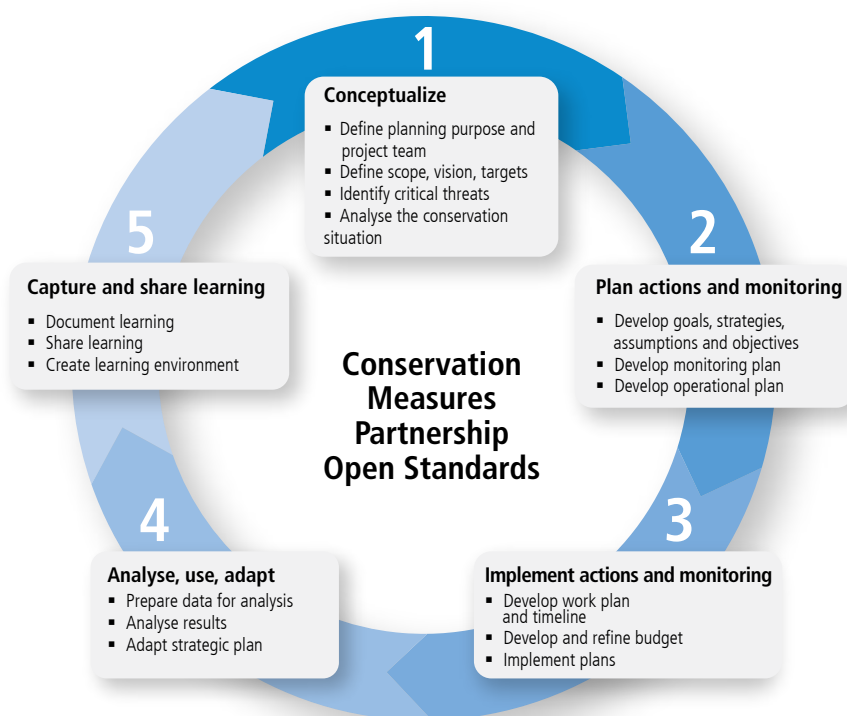 1
Conceptualize
▪ Define planning purpose and
project team
▪ Define scope, vision, targets
▪ Identify critical threats
▪ Analyse the conservation
situation
2
Plan actions and monitoring
▪ Develop goals, strategies,
assumptions and objectives
▪ Develop monitoring plan
▪ Develop operational plan
3
Implement actions and monitoring
▪ Develop work plan
and timeline
▪ Develop and refine budget
▪ Implement plans
4
Analyse, use, adapt
▪ Prepare data for analysis
▪ Analyse results
▪ Adapt strategic plan
5
Capture and share learning
▪ Document learning
▪ Share learning
▪ Create learning environment
Conservation
Measures
Partnership
Open Standards